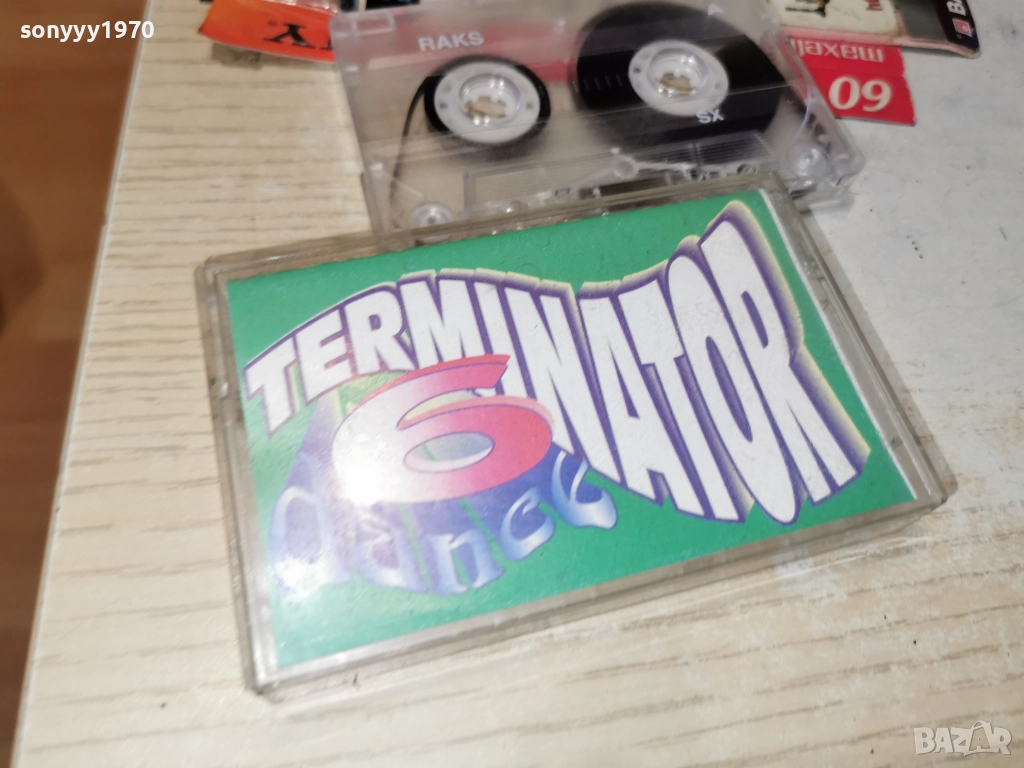 sonyyy1970
RAKS
A
SX
maxell
60
TERMINATOR
6
dance
BAZAR